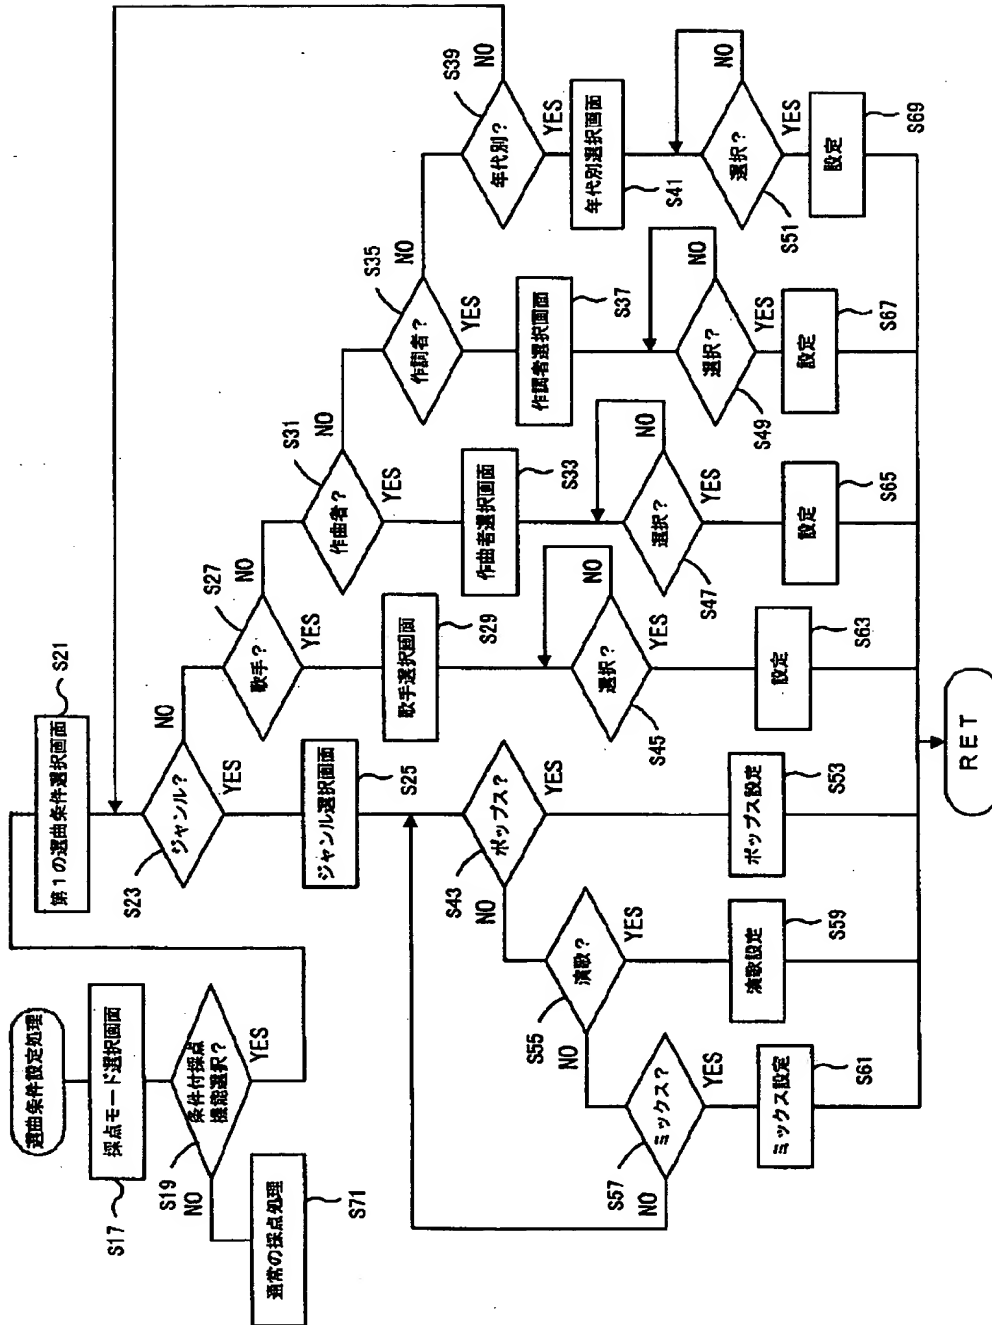 選曲条件設定処理
採点モード選択画面
S17
条件付採点
機能選択?
S19
NO
YES
通常の採点処理
S71
第1の選曲条件選択画面
S21
ジャンル?
S23
NO
YES
ジャンル選択画面
S25
歌手?
S27
NO
YES
歌手選択画面
S29
作曲者?
S31
NO
YES
作曲者選択画面
S33
作詞者?
S35
NO
YES
作詞者選択画面
S37
年代別?
S39
NO
YES
年代別選択画面
S41
ポップス?
S43
NO
YES
ポップス設定
S53
演歌?
S55
NO
YES
演歌設定
S59
ミックス?
S57
NO
YES
ミックス設定
S61
選択?
S45
NO
YES
設定
S63
選択?
S47
NO
YES
設定
S65
選択?
S49
NO
YES
設定
S67
選択?
S51
NO
YES
設定
S69
RET